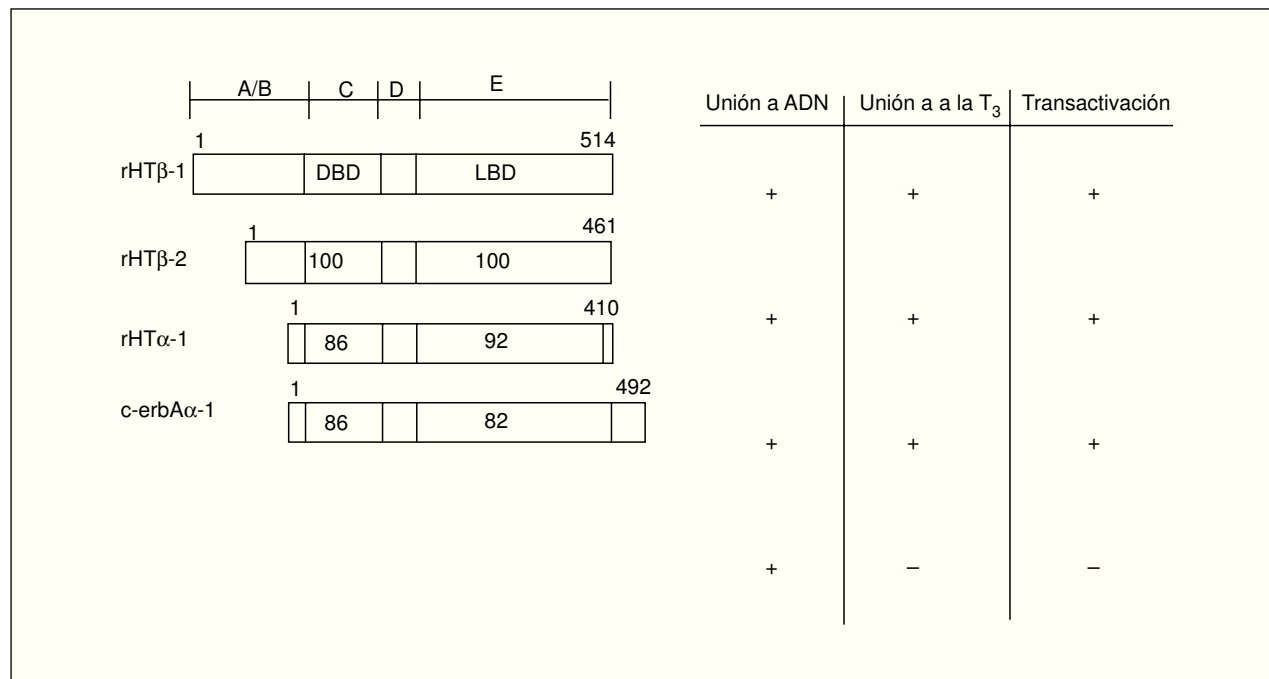 A/B C D E
Unión a ADN Unión a a la T3 Transactivación
1 514
rHTβ-1 DBD LBD
+ + +
1 461
rHTβ-2 100 100
1 410
+ + +
rHTα-1 86 92
1 492
c-erbAα-1 86 82
+ + +
+ – –